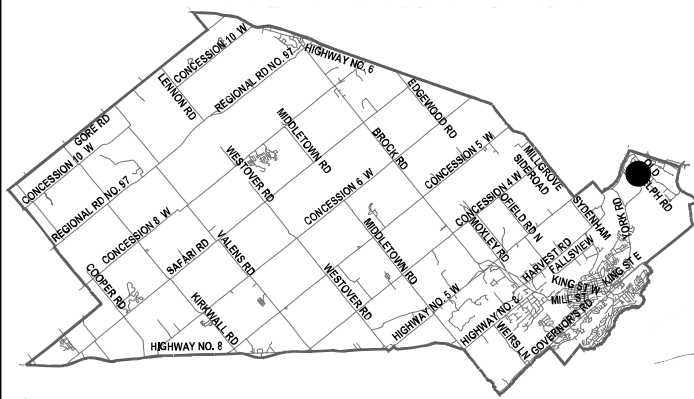 CONCESSION 10 W
HIGHWAY NO. 6
LENNON RD
REGIONAL RD NO. 97
EDGEWOOD RD
GORE RD
MIDDLETOWN RD
BROCK RD
CONCESSION 5 W
MILLGROVE
SIDEROAD
CONCESSION 10 W
WESTOVER RD
CONCESSION 6 W
CONCESSION 4 W
OLD
REGIONAL RD NO. 97
OFIELD RD N
SYDENHAM
YORK RD
CONCESSION 8 W
MOXLEY RD
MIDDLETOWN RD
HARVEST RD
FALLSVIEW
SAFARI RD
VALENS RD
COOPER RD
WESTOVER RD
KING ST W
KING ST E
MILL ST
HIGHWAY NO. 5 W
HIGHWAY NO. 8
KIRKWALL RD
WEIRS LN
GOVERNOR'S RD
HIGHWAY NO. 8